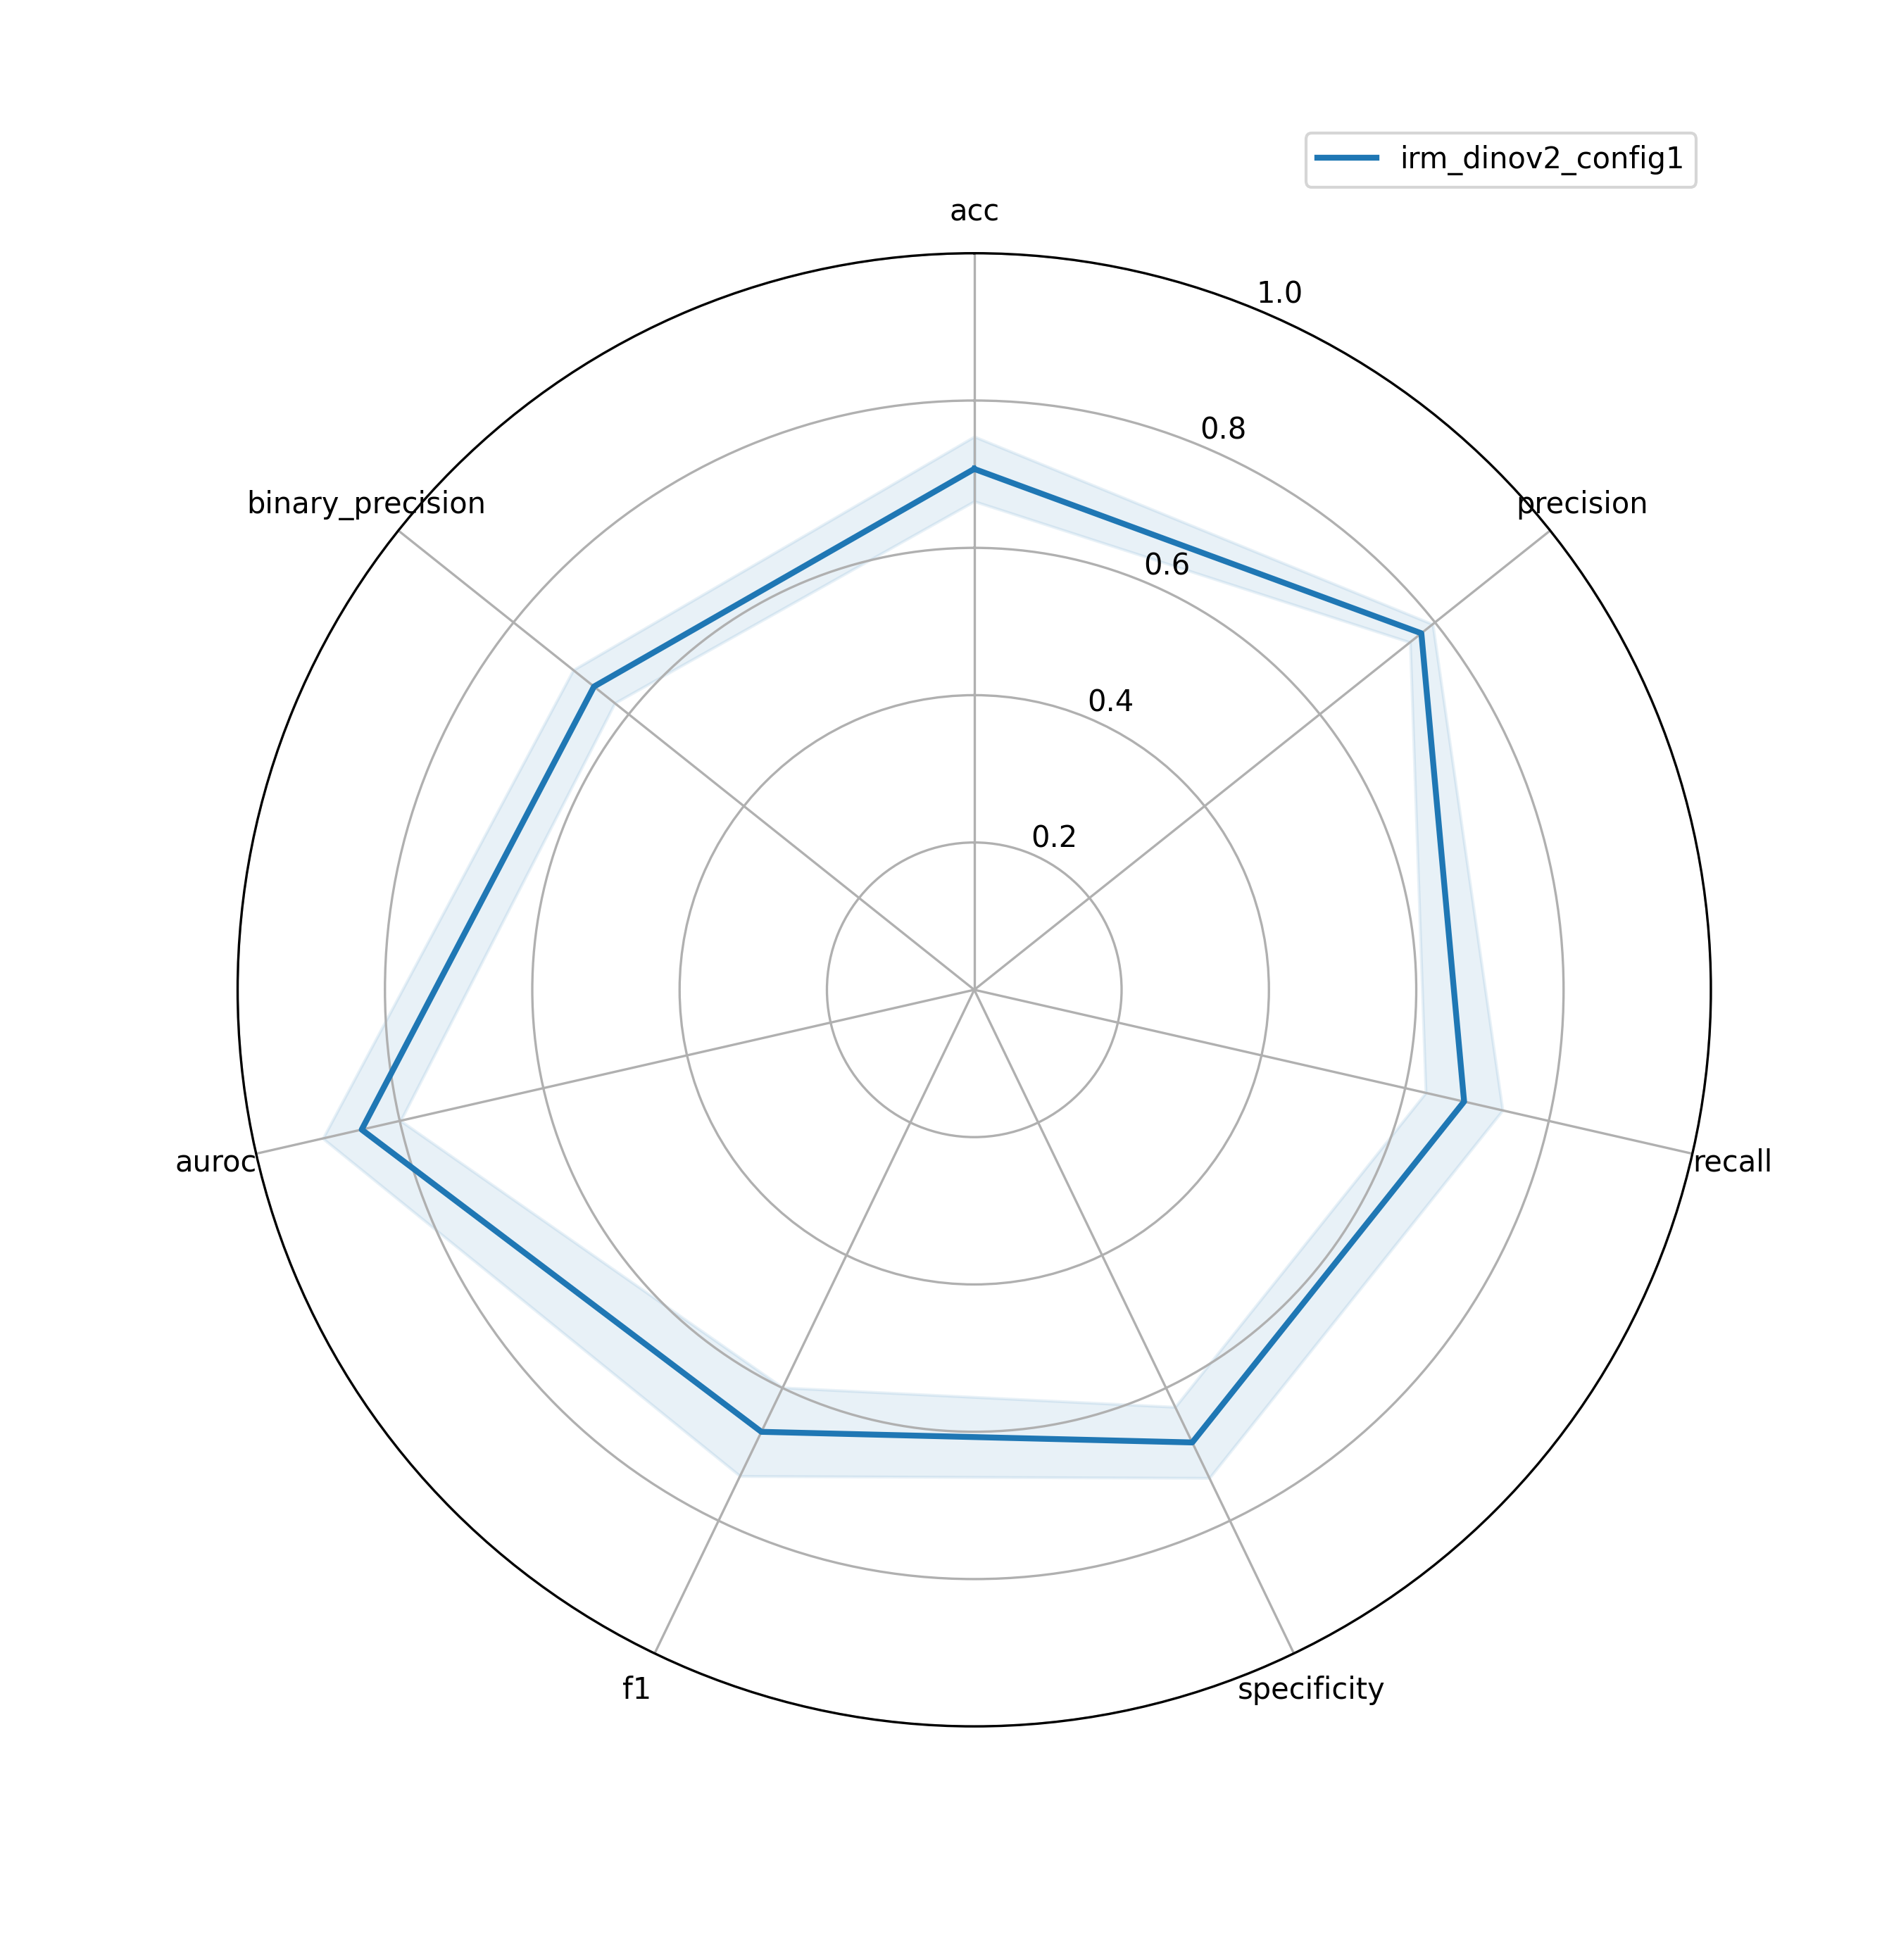 irm_dinov2_config1
acc
1.0
0.8
binary_precision
precision
0.6
0.4
0.2
auroc
recall
f1
specificity